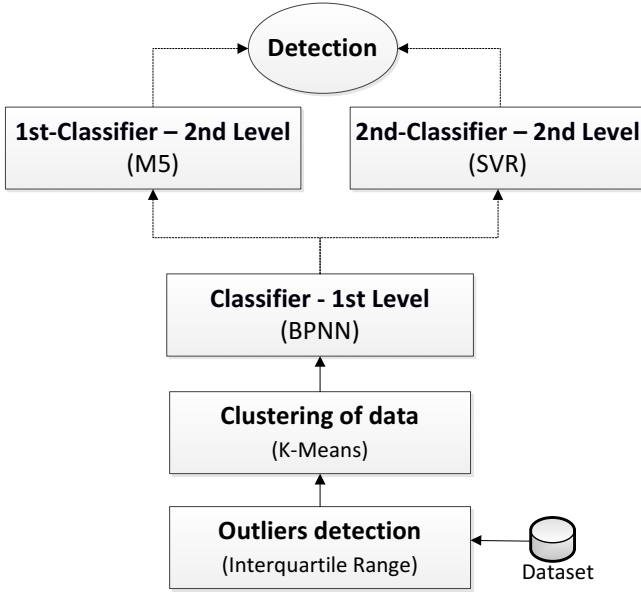 Detection
1st-Classifier – 2nd Level
(M5)
2nd-Classifier – 2nd Level
(SVR)
Classifier - 1st Level
(BPNN)
Clustering of data
(K-Means)
Outliers detection
(Interquartile Range)
Dataset